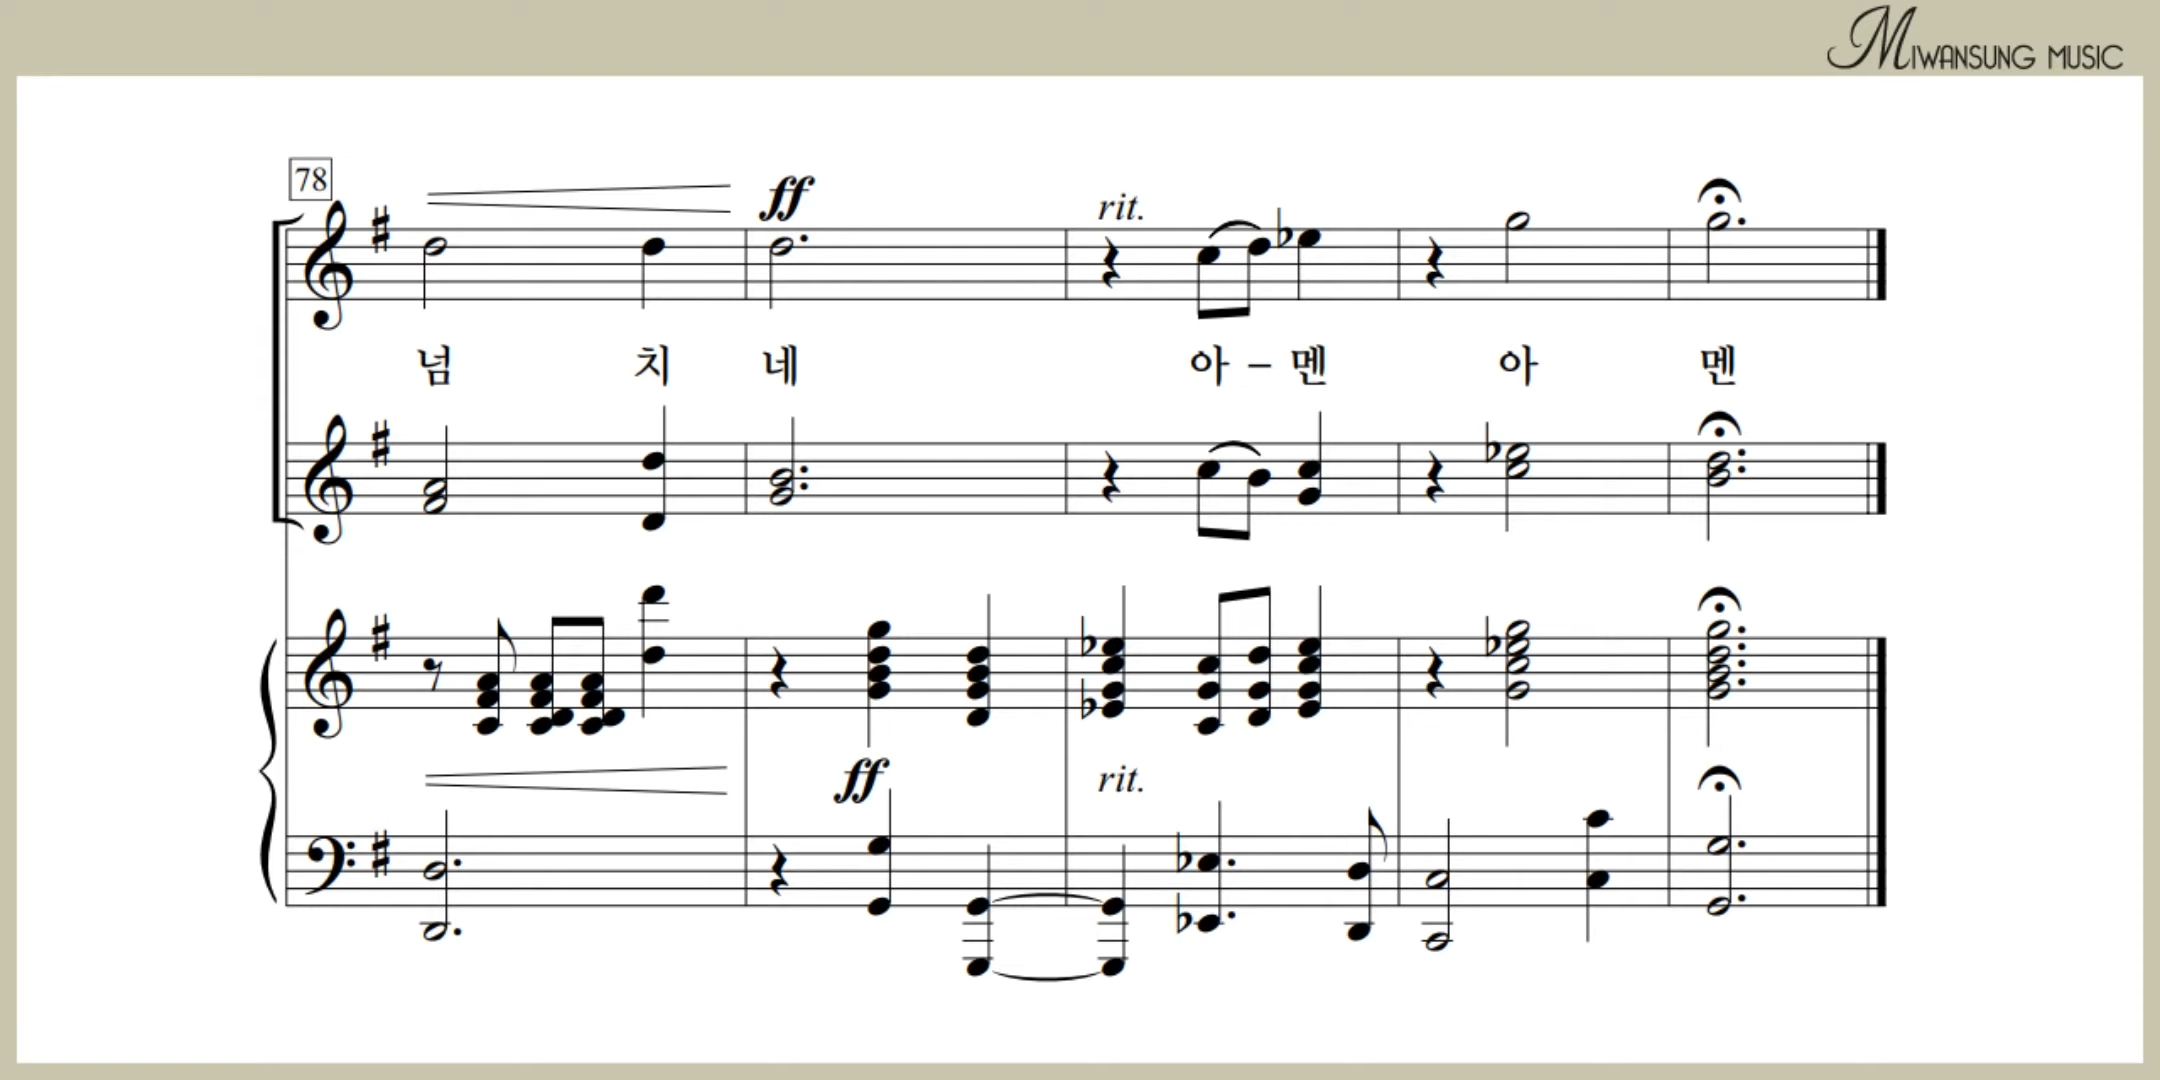 MIWANSUNG MUSIC
78
ff
rit.
넘 치 네 아 – 멘 아 멘
ff
rit.